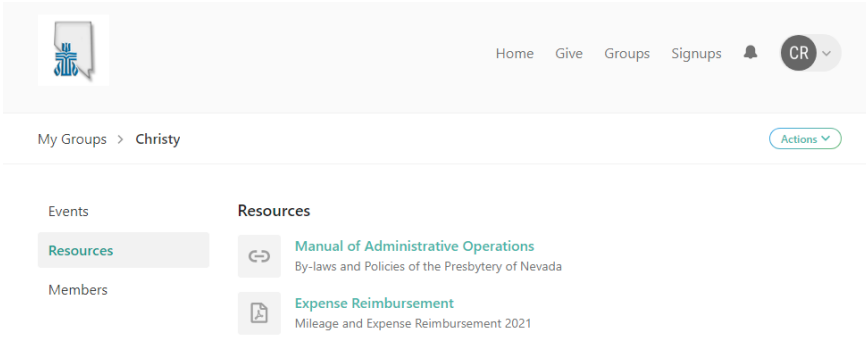 Home Give Groups Signups CR
My Groups > Christy Actions
Events
Resources
Members
Resources
Manual of Administrative Operations
By-laws and Policies of the Presbytery of Nevada
Expense Reimbursement
Mileage and Expense Reimbursement 2021